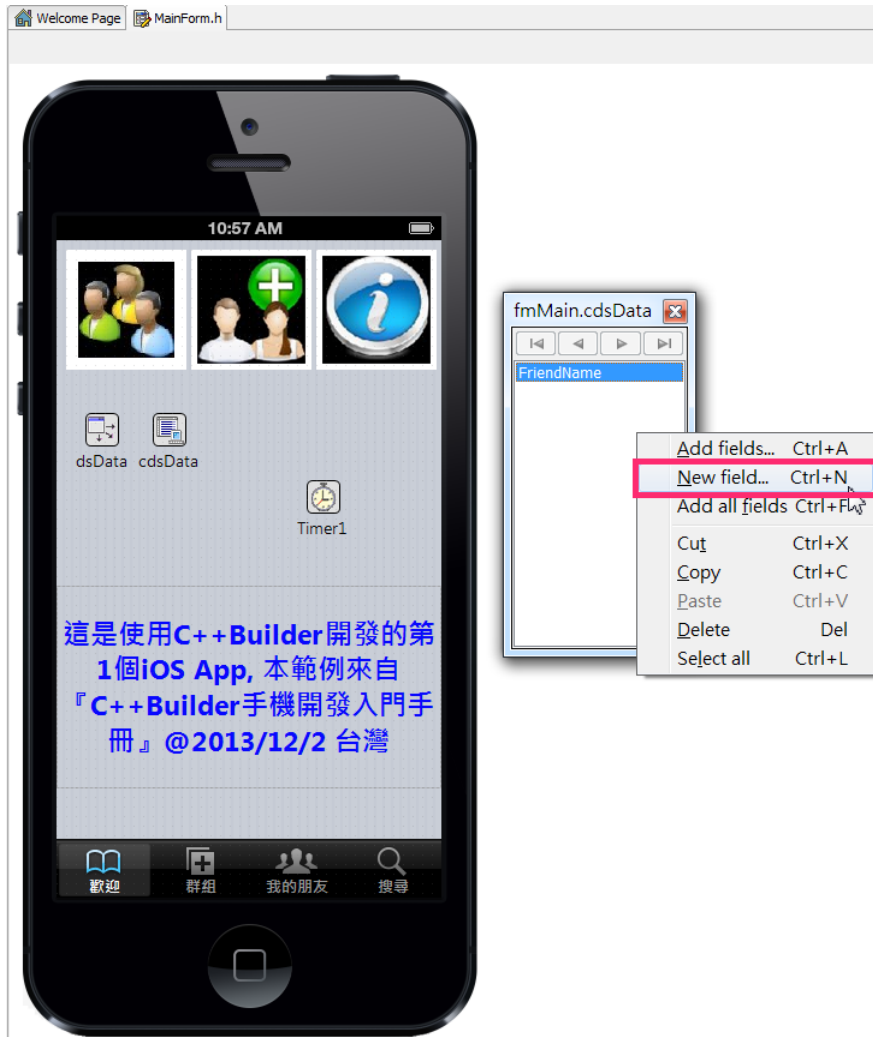 Welcome Page
MainForm.h
10:57 AM
dsData
cdsData
Timer1
這是使用C++Builder開發的第
1個iOS App, 本範例來自
『C++Builder手機開發入門手
冊』@2013/12/2 台灣
歡迎
群組
我的朋友
搜尋
fmMain.cdsData
FriendName
Add fields... Ctrl+A
New field... Ctrl+N
Add all fields Ctrl+F
Cut Ctrl+X
Copy Ctrl+C
Paste Ctrl+V
Delete Del
Select all Ctrl+L